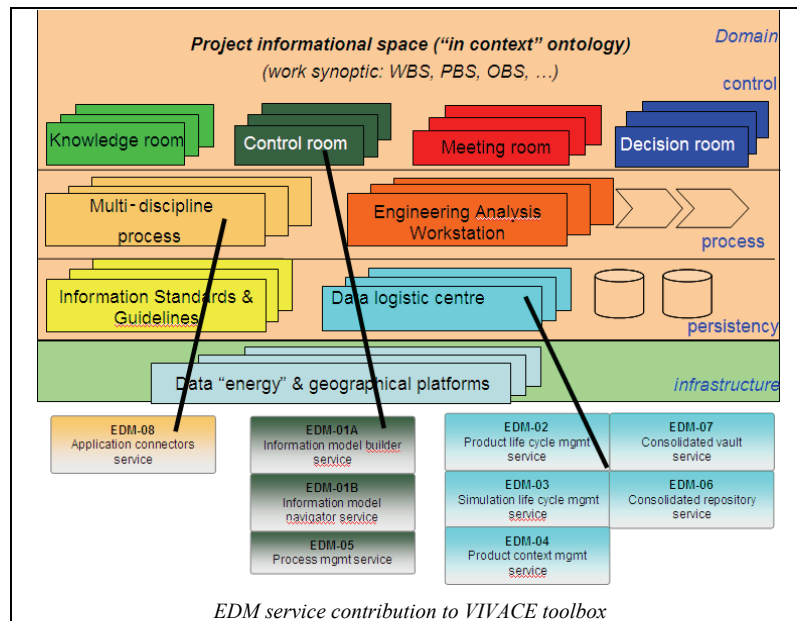 Project informational space (“in context” ontology)
Domain
(work synoptic: WBS, PBS, OBS, …)
control
Knowledge room
Control room
Meeting room
Decision room
Multi-discipline
process
Engineering Analysis
Workstation
process
Information Standards &
Guidelines
Data logistic centre
persistency
Data “energy” & geographical platforms
infrastructure
EDM-08
Application connectors
service
EDM-01A
Information model builder
service
EDM-01B
Information model
navigator service
EDM-05
Process mgmt service
EDM-02
Product life cycle mgmt
service
EDM-03
Simulation life cycle mgmt
service
EDM-04
Product context mgmt
service
EDM-07
Consolidated vault
service
EDM-06
Consolidated repository
service
EDM service contribution to VIVACE toolbox